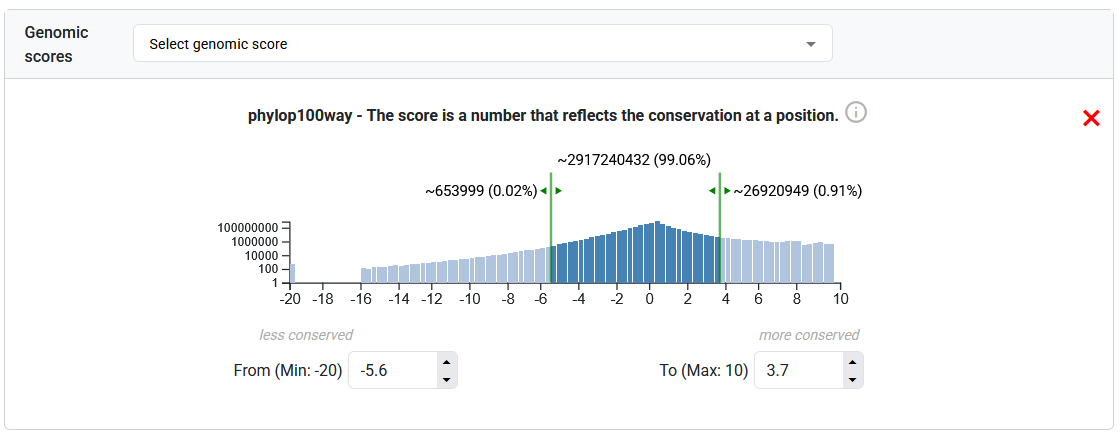 Genomic
scores
Select genomic score
phylop100way - The score is a number that reflects the conservation at a position.
~2917240432 (99.06%)
~653999 (0.02%)
~26920949 (0.91%)
100000000
1000000
10000
100
1
-20 -18 -16 -14 -12 -10 -8 -6 -4 -2 0 2 4 6 8 10
less conserved
more conserved
From (Min: -20) -5.6
To (Max: 10) 3.7